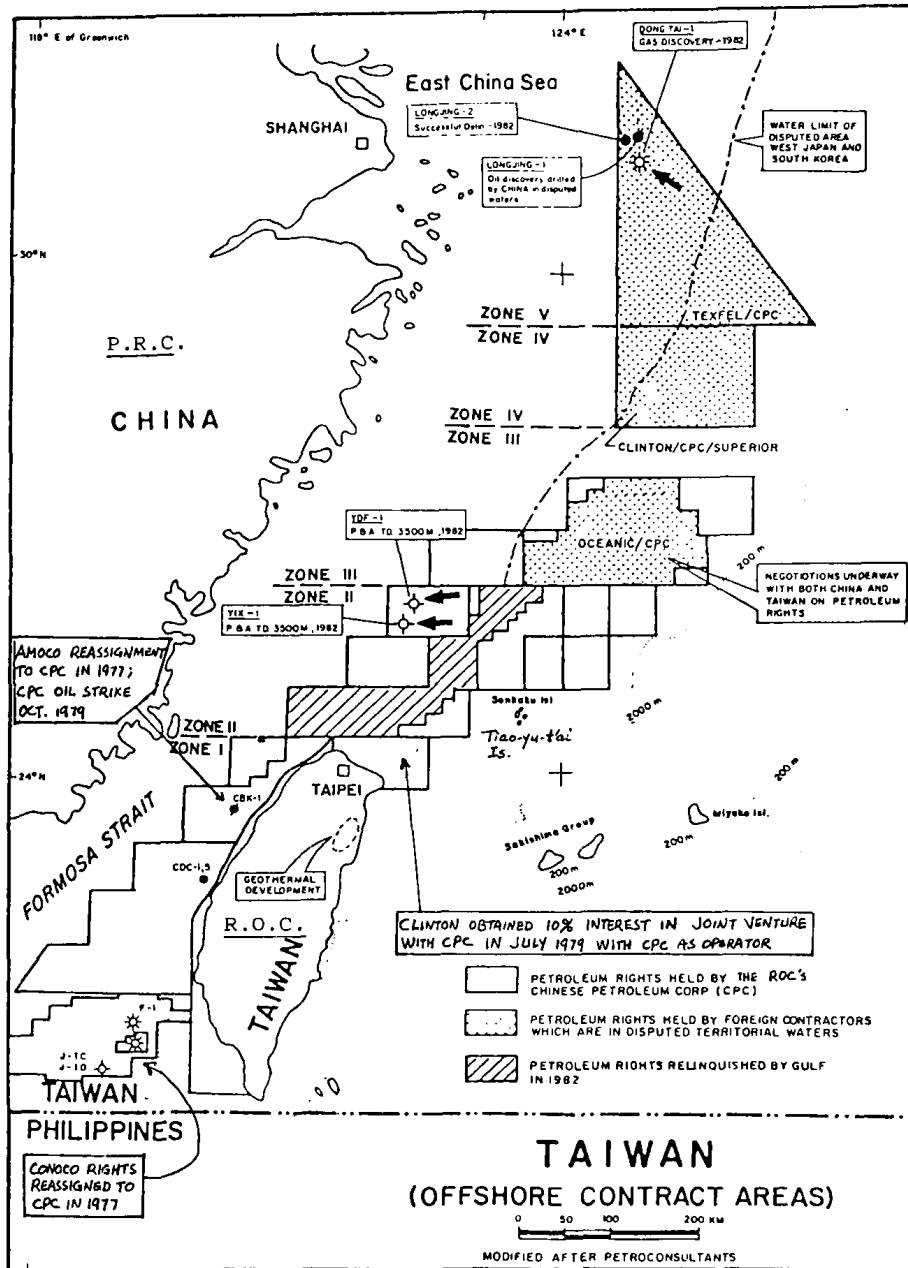 118° E of Greenwich
124° E
DONG TAI-1
GAS DISCOVERY-1982
East China Sea
LONGJING-2
Successful Deln-1982
SHANGHAI
WATER LIMIT OF
DISPUTED AREA
WEST JAPAN AND
SOUTH KOREA
LONGJING-1
Oil discovery drilled
by CHINA in disputed
waters
30° N
ZONE V
TEXFEL/CPC
ZONE IV
P.R.C.
CHINA
ZONE IV
ZONE III
CLINTON/CPC/SUPERIOR
YDF-1
P&A TD 3500M, 1982
OCEANIC/CPC
200 m
ZONE III
ZONE II
NEGOTIATIONS UNDERWAY
WITH BOTH CHINA AND
TAIWAN ON PETROLEUM
RIGHTS
YIX-1
P&A TD 3500M, 1982
AMOCO REASSIGNMENT
TO CPC IN 1977;
CPC OIL STRIKE
OCT. 1979
Senkaku Isl
2000 m
Tiao-yu-t'ai
Is.
ZONE II
ZONE I
24° N
TAIPEI
200 m
CBK-1
FORMOSA STRAIT
Miyako Isl.
200 m
Sakishima Group
200 m
2000 m
CDC-1,5
GEOTHERMAL
DEVELOPMENT
R.O.C.
TAIWAN
CLINTON OBTAINED 10% INTEREST IN JOINT VENTURE
WITH CPC IN JULY 1979 WITH CPC AS OPERATOR
PETROLEUM RIGHTS HELD BY THE ROC'S
CHINESE PETROLEUM CORP (CPC)
F-1
PETROLEUM RIGHTS HELD BY FOREIGN CONTRACTORS
WHICH ARE IN DISPUTED TERRITORIAL WATERS
J-1C
J-1D
PETROLEUM RIGHTS RELINQUISHED BY GULF
IN 1982
TAIWAN
PHILIPPINES
CONOCO RIGHTS
REASSIGNED TO
CPC IN 1977
TAIWAN
(OFFSHORE CONTRACT AREAS)
0 50 100 200 KM
MODIFIED AFTER PETROCONSULTANTS